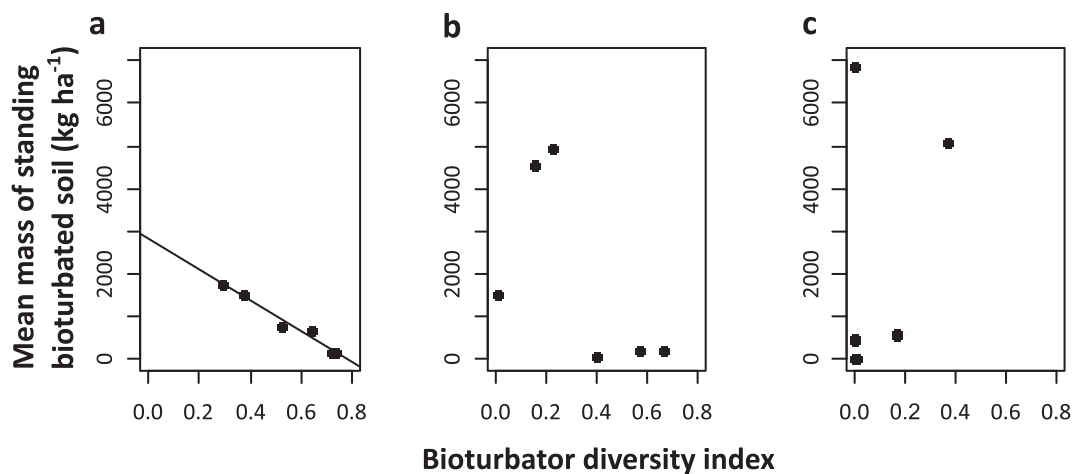 a
b
c
Mean mass of standing
bioturbated soil (kg ha⁻¹)
6000
4000
2000
0
0.0 0.2 0.4 0.6 0.8
6000
4000
2000
0
0.0 0.2 0.4 0.6 0.8
6000
4000
2000
0
0.0 0.2 0.4 0.6 0.8
Bioturbator diversity index